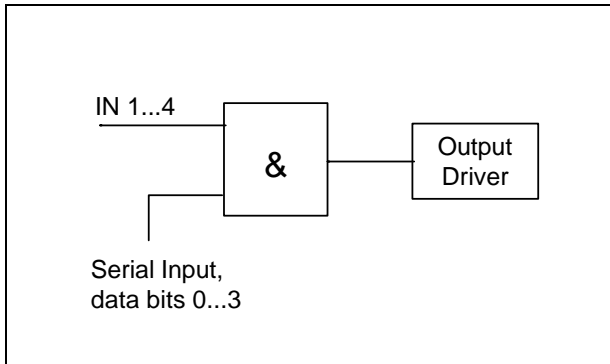 IN 1...4
&
Output
Driver
Serial Input,
data bits 0...3